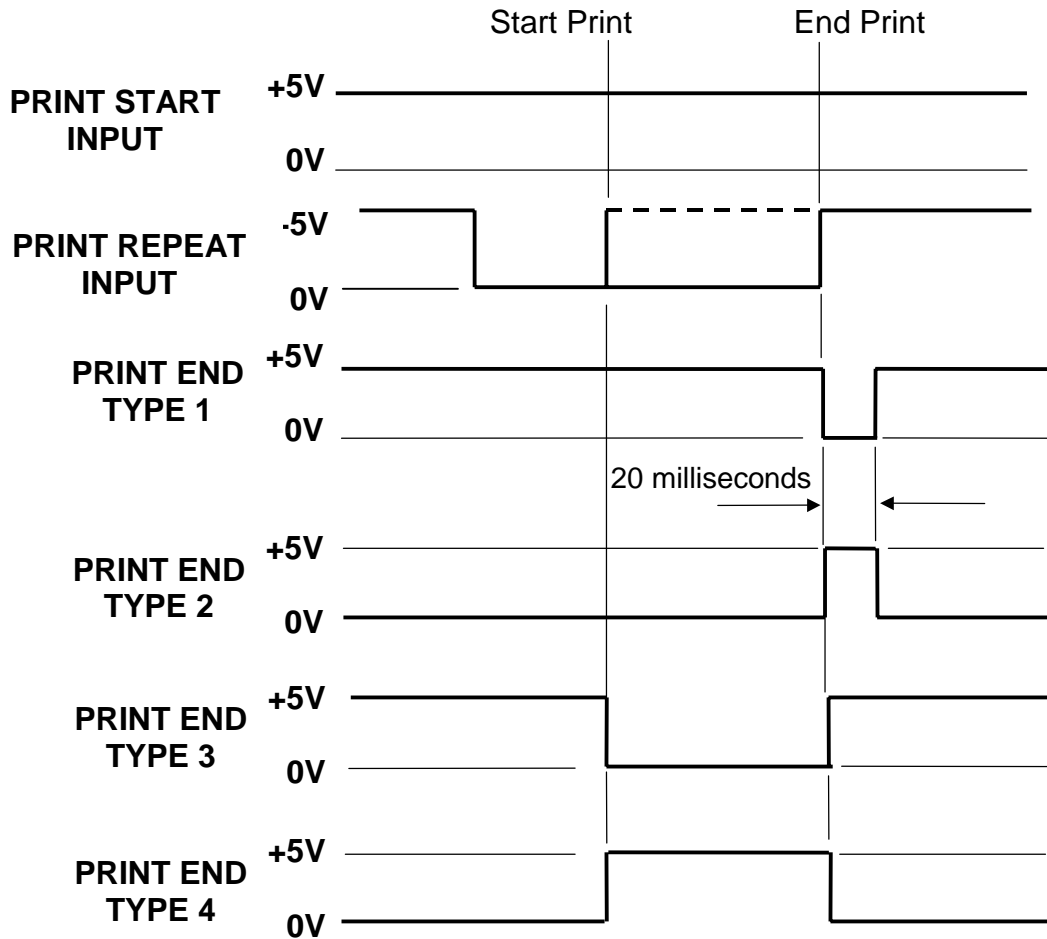 Start Print
End Print
PRINT START
INPUT
+5V
0V
PRINT REPEAT
INPUT
-5V
0V
PRINT END
TYPE 1
+5V
0V
20 milliseconds
PRINT END
TYPE 2
+5V
0V
PRINT END
TYPE 3
+5V
0V
PRINT END
TYPE 4
+5V
0V